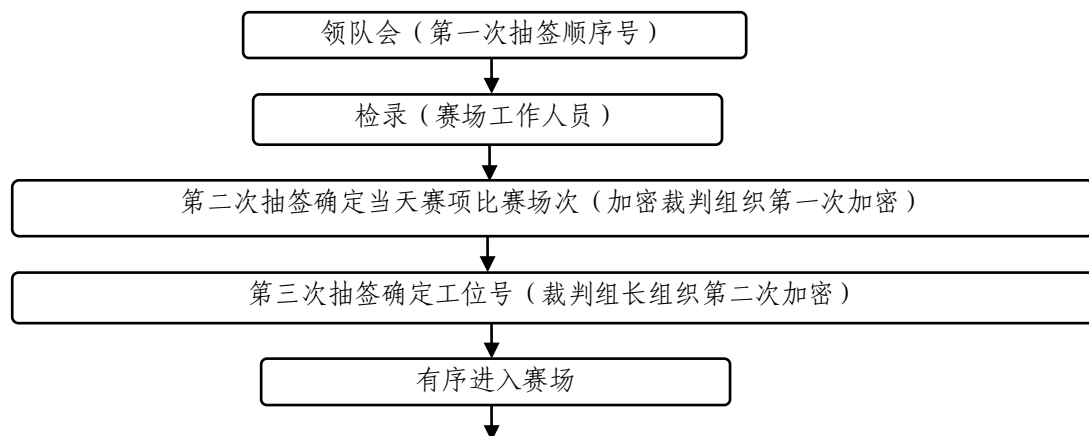 领队会（第一次抽签顺序号）
检录（赛场工作人员）
第二次抽签确定当天赛项比赛场次（加密裁判组织第一次加密）
第三次抽签确定工位号（裁判组长组织第二次加密）
有序进入赛场